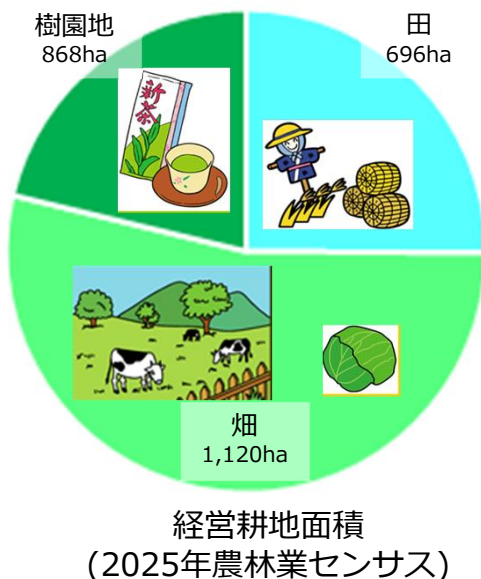 樹園地
868ha
田
696ha
新茶
畑
1,120ha
経営耕地面積
(2025年農林業センサス)